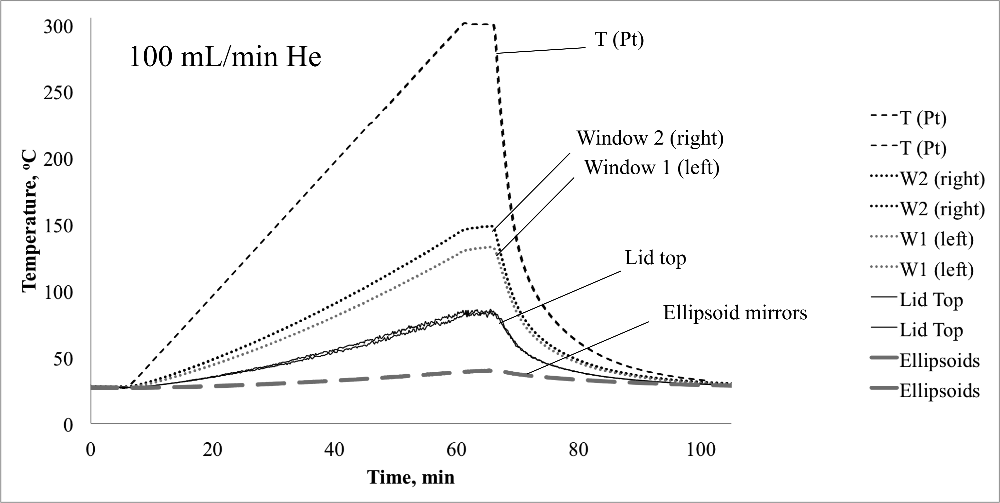 300
250
200
150
100
50
0
Temperature, ºC
100 mL/min He
T (Pt)
Window 2 (right)
Window 1 (left)
Lid top
Ellipsoid mirrors
0 20 40 60 80 100
Time, min
T (Pt)
T (Pt)
W2 (right)
W2 (right)
W1 (left)
W1 (left)
Lid Top
Lid Top
Ellipsoids
Ellipsoids